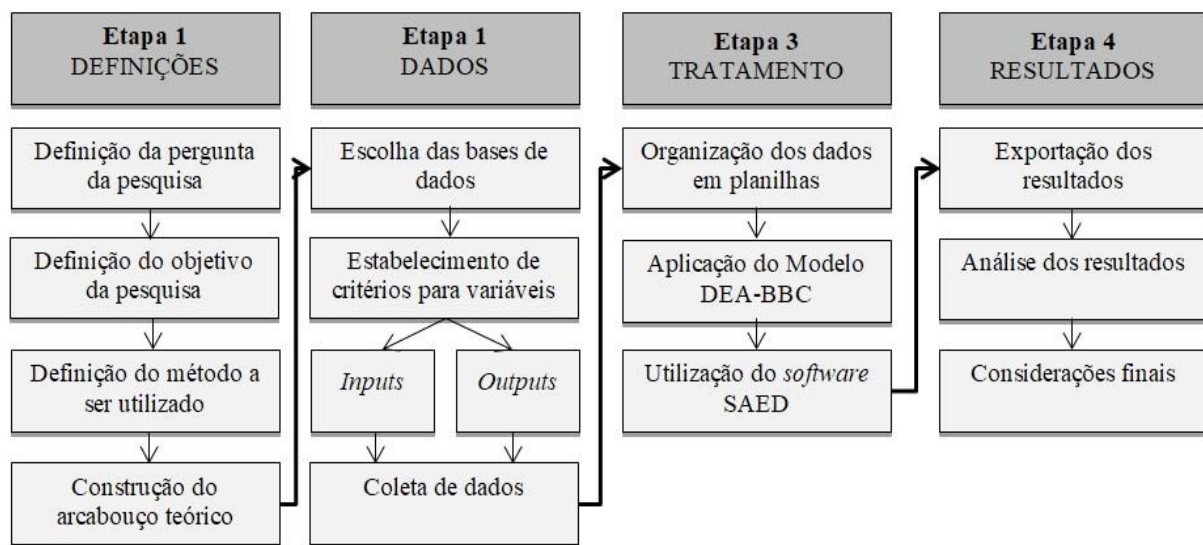 Etapa 1
DEFINIÇÕES
Definição da pergunta
da pesquisa
Definição do objetivo
da pesquisa
Definição do método a
ser utilizado
Construção do
arcabouço teórico
Etapa 1
DADOS
Escolha das bases de
dados
Estabelecimento de
critérios para variáveis
Inputs
Outputs
Coleta de dados
Etapa 3
TRATAMENTO
Organização dos dados
em planilhas
Aplicação do Modelo
DEA-BBC
Utilização do software
SAED
Etapa 4
RESULTADOS
Exportação dos
resultados
Análise dos resultados
Considerações finais